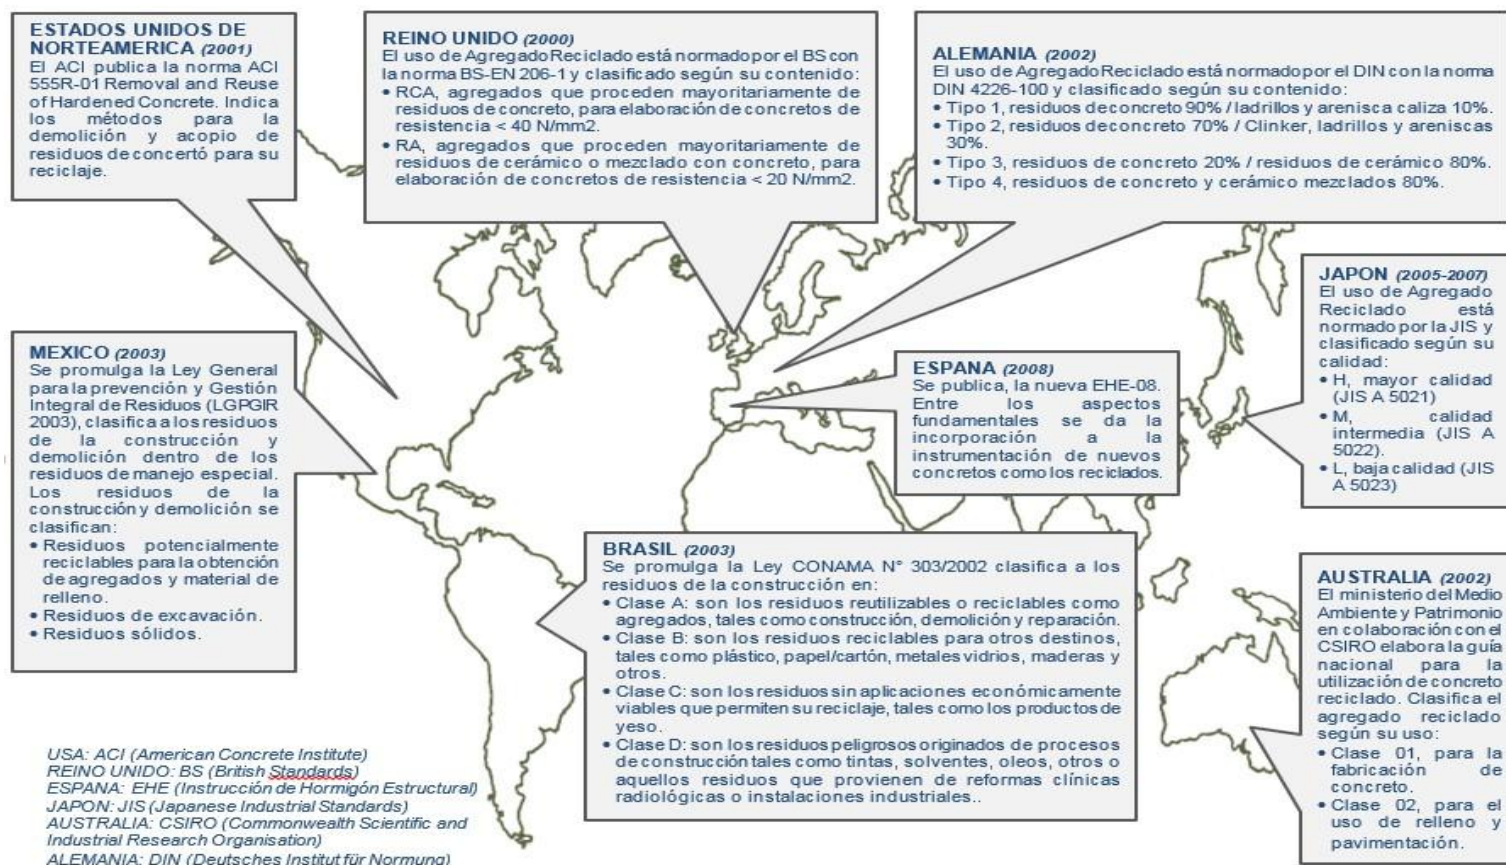 ESTADOS UNIDOS DE
NORTEAMERICA (2001)
El ACI publica la norma ACI
555R-01 Removal and Reuse
of Hardened Concrete. Indica
los métodos para la
demolición y acopio de
residuos de concertó para su
reciclaje.
REINO UNIDO (2000)
El uso de Agregado Reciclado está normado por el BS con
la norma BS-EN 206-1 y clasificado según su contenido:
• RCA, agregados que proceden mayoritariamente de
residuos de concreto, para elaboración de concretos de
resistencia < 40 N/mm2.
• RA, agregados que proceden mayoritariamente de
residuos de cerámico o mezclado con concreto, para
elaboración de concretos de resistencia < 20 N/mm2.
ALEMANIA (2002)
El uso de Agregado Reciclado está normado por el DIN con la norma
DIN 4226-100 y clasificado según su contenido:
• Tipo 1, residuos de concreto 90% / ladrillos y arenisca caliza 10%.
• Tipo 2, residuos de concreto 70% / Clinker, ladrillos y areniscas
30%.
• Tipo 3, residuos de concreto 20% / residuos de cerámico 80%.
• Tipo 4, residuos de concreto y cerámico mezclados 80%.
JAPON (2005-2007)
El uso de Agregado
Reciclado está
normado por la JIS y
clasificado según su
calidad:
• H, mayor calidad
(JIS A 5021)
• M, calidad
intermedia (JIS A
5022).
• L, baja calidad (JIS
A 5023)
MEXICO (2003)
Se promulga la Ley General
para la prevención y Gestión
Integral de Residuos (LGPGIR
2003), clasifica a los residuos
de la construcción y
demolición dentro de los
residuos de manejo especial.
Los residuos de la
construcción y demolición se
clasifican:
• Residuos potencialmente
reciclables para la obtención
de agregados y material de
relleno.
• Residuos de excavación.
• Residuos sólidos.
ESPANA (2008)
Se publica, la nueva EHE-08.
Entre los aspectos
fundamentales se da la
incorporación a la
instrumentación de nuevos
concretos como los reciclados.
BRASIL (2003)
Se promulga la Ley CONAMA N° 303/2002 clasifica a los
residuos de la construcción en:
• Clase A: son los residuos reutilizables o reciclables como
agregados, tales como construcción, demolición y reparación.
• Clase B: son los residuos reciclables para otros destinos,
tales como plástico, papel/cartón, metales vidrios, maderas y
otros.
• Clase C: son los residuos sin aplicaciones económicamente
viables que permiten su reciclaje, tales como los productos de
yeso.
• Clase D: son los residuos peligrosos originados de procesos
de construcción tales como tintas, solventes, oleos, otros o
aquellos residuos que provienen de reformas clínicas
radiológicas o instalaciones industriales..
AUSTRALIA (2002)
El ministerio del Medio
Ambiente y Patrimonio
en colaboración con el
CSIRO elabora la guía
nacional para la
utilización de concreto
reciclado. Clasifica el
agregado reciclado
según su uso:
• Clase 01, para la
fabricación de
concreto.
• Clase 02, para el
uso de relleno y
pavimentación.
USA: ACI (American Concrete Institute)
REINO UNIDO: BS (British Standards)
ESPANA: EHE (Instrucción de Hormigón Estructural)
JAPON: JIS (Japanese Industrial Standards)
AUSTRALIA: CSIRO (Commonwealth Scientific and
Industrial Research Organisation)
ALEMANIA: DIN (Deutsches Institut für Normung)